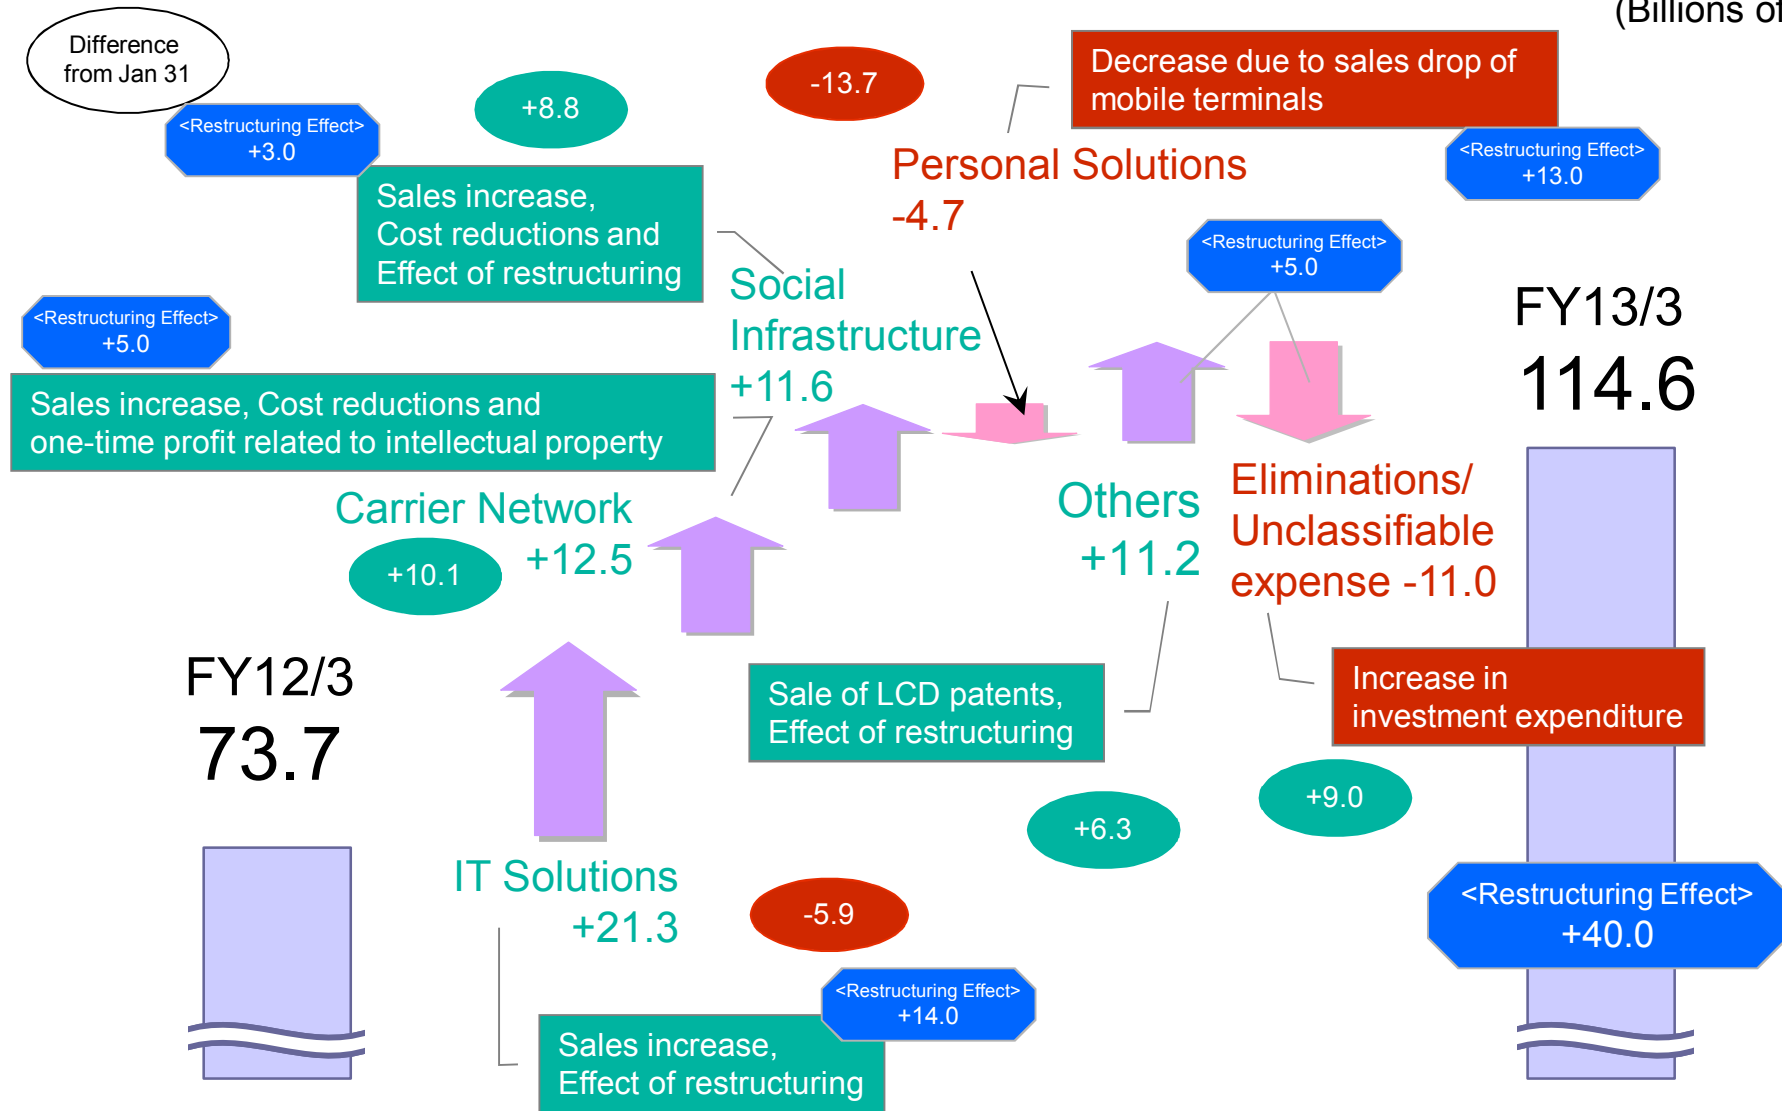 (Billions of
Difference
from Jan 31
+8.8
-13.7
Decrease due to sales drop of
mobile terminals
<Restructuring Effect>
+3.0
<Restructuring Effect>
+13.0
Sales increase,
Cost reductions and
Effect of restructuring
Personal Solutions
-4.7
<Restructuring Effect>
+5.0
Social
Infrastructure
+11.6
<Restructuring Effect>
+5.0
FY13/3
114.6
Sales increase, Cost reductions and
one-time profit related to intellectual property
Carrier Network
+12.5
+10.1
Others
+11.2
Eliminations/
Unclassifiable
expense -11.0
FY12/3
73.7
Sale of LCD patents,
Effect of restructuring
Increase in
investment expenditure
+6.3
+9.0
IT Solutions
+21.3
-5.9
<Restructuring Effect>
+40.0
<Restructuring Effect>
+14.0
Sales increase,
Effect of restructuring